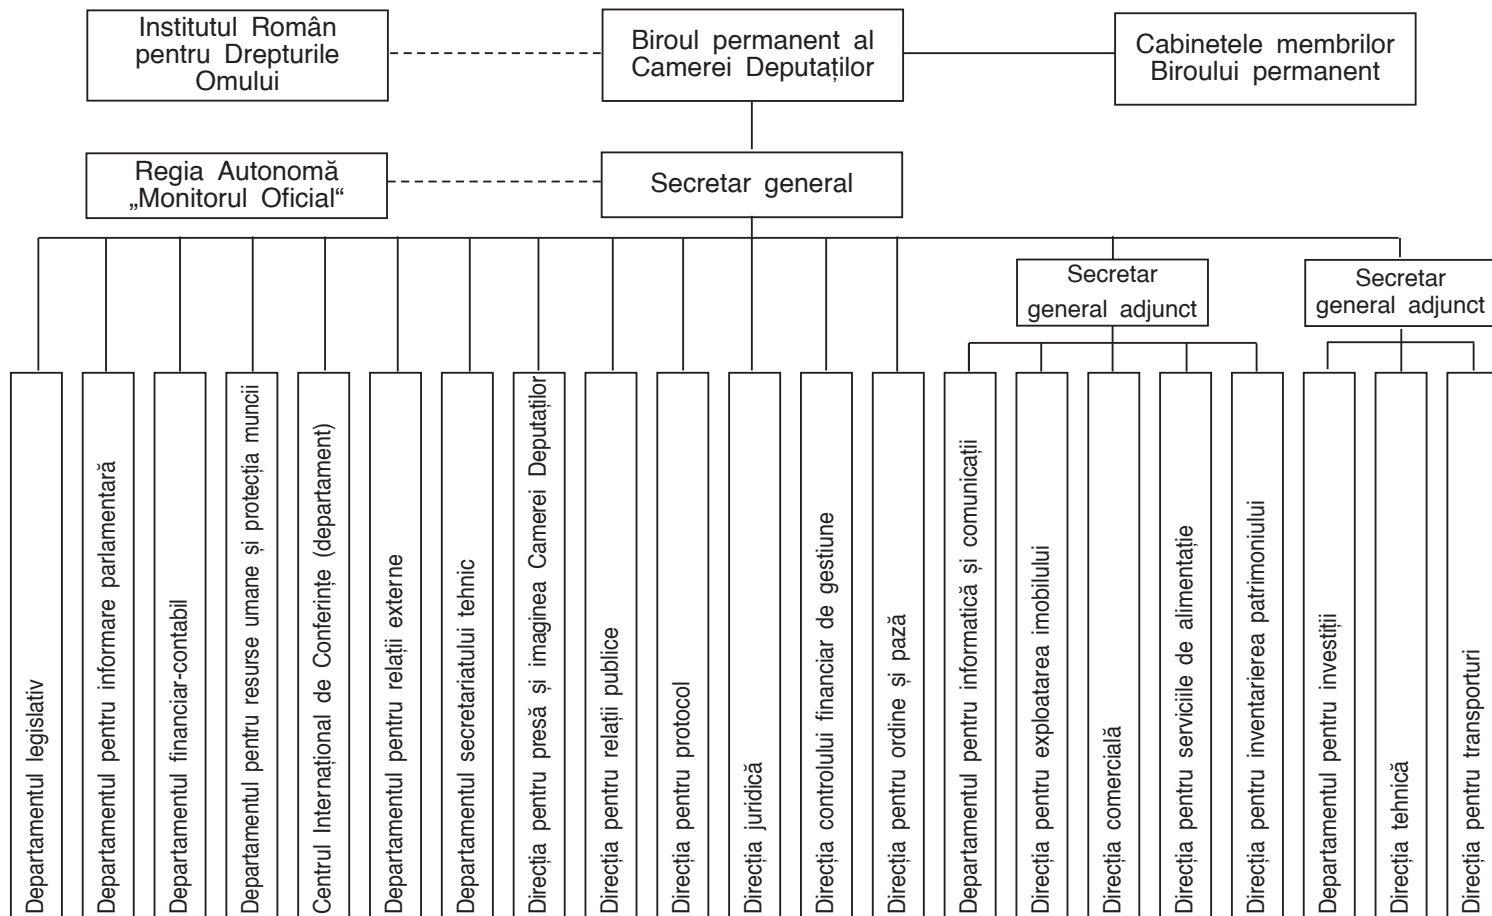 Institutul Român
pentru Drepturile
Omului
Biroul permanent al
Camerei Deputaților
Cabinetele membrilor
Biroului permanent
Regia Autonomă
„Monitorul Oficial“
Secretar general
Secretar
general adjunct
Secretar
general adjunct
Departamentul legislativ
Departamentul pentru informare parlamentară
Departamentul financiar-contabil
Departamentul pentru resurse umane și protecția muncii
Centrul Internațional de Conferințe (departament)
Departamentul pentru relații externe
Departamentul secretariatului tehnic
Direcția pentru presă și imaginea Camerei Deputaților
Direcția pentru relații publice
Direcția pentru protocol
Direcția juridică
Direcția controlului financiar de gestiune
Direcția pentru ordine și pază
Departamentul pentru informatică și comunicații
Direcția pentru exploatarea imobilului
Direcția comercială
Direcția pentru serviciile de alimentație
Direcția pentru inventarierea patrimoniului
Departamentul pentru investiții
Direcția tehnică
Direcția pentru transporturi